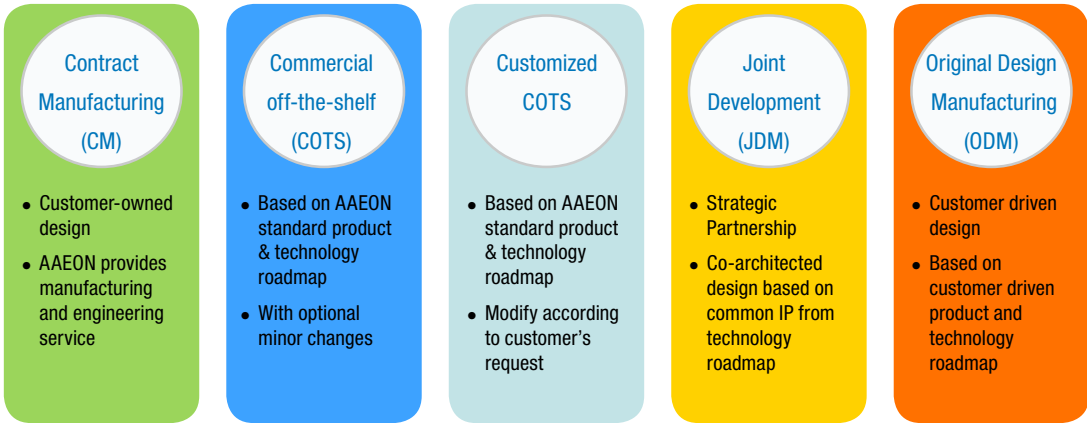 Contract
Manufacturing
(CM)
• Customer-owned
design
• AAEON provides
manufacturing
and engineering
service
Commercial
off-the-shelf
(COTS)
• Based on AAEON
standard product
& technology
roadmap
• With optional
minor changes
Customized
COTS
• Based on AAEON
standard product
& technology
roadmap
• Modify according
to customer’s
request
Joint
Development
(JDM)
• Strategic
Partnership
• Co-architected
design based on
common IP from
technology
roadmap
Original Design
Manufacturing
(ODM)
• Customer driven
design
• Based on
customer driven
product and
technology
roadmap